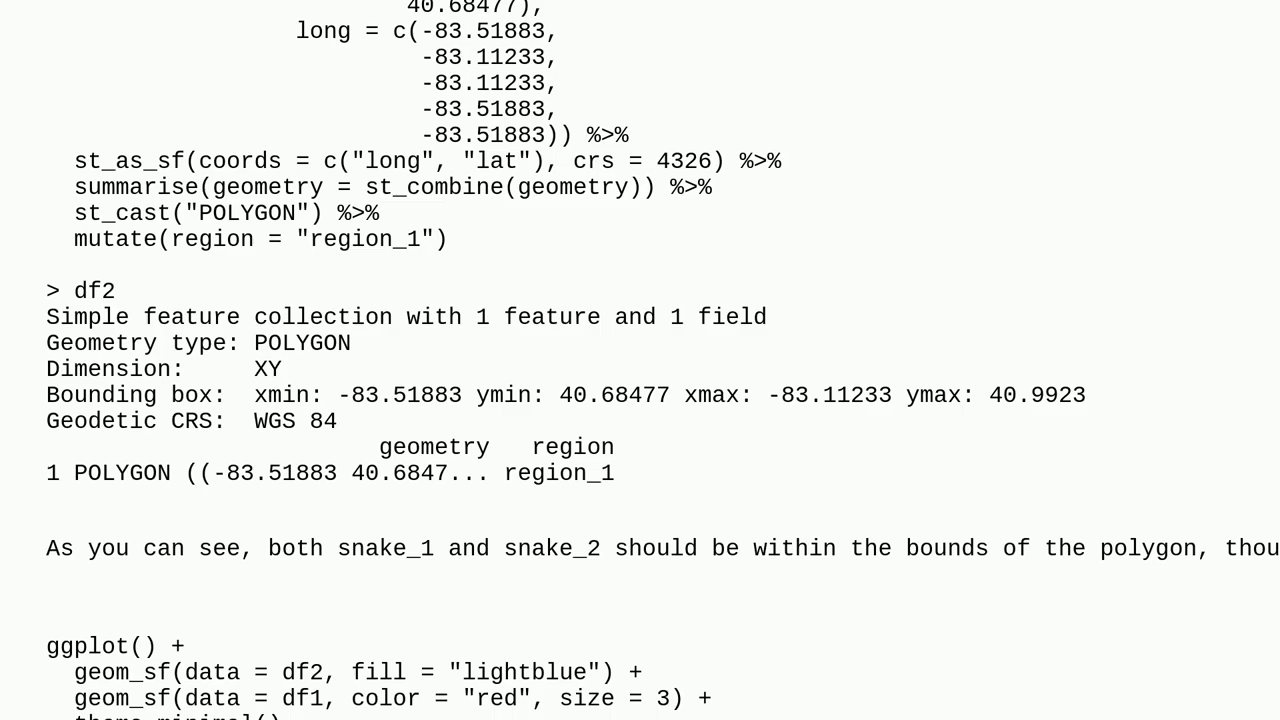 40.68477),
long = c(-83.51883,
-83.11233,
-83.11233,
-83.51883,
-83.51883)) %>%
st_as_sf(coords = c("long", "lat"), crs = 4326) %>%
summarise(geometry = st_combine(geometry)) %>%
st_cast("POLYGON") %>%
mutate(region = "region_1")
> df2
Simple feature collection with 1 feature and 1 field
Geometry type: POLYGON
Dimension:     XY
Bounding box:  xmin: -83.51883 ymin: 40.68477 xmax: -83.11233 ymax: 40.9923
Geodetic CRS:  WGS 84
geometry   region
1 POLYGON ((-83.51883 40.6847... region_1
As you can see, both snake_1 and snake_2 should be within the bounds of the polygon, thou
ggplot() +
geom_sf(data = df2, fill = "lightblue") +
geom_sf(data = df1, color = "red", size = 3) +
theme_minimal()